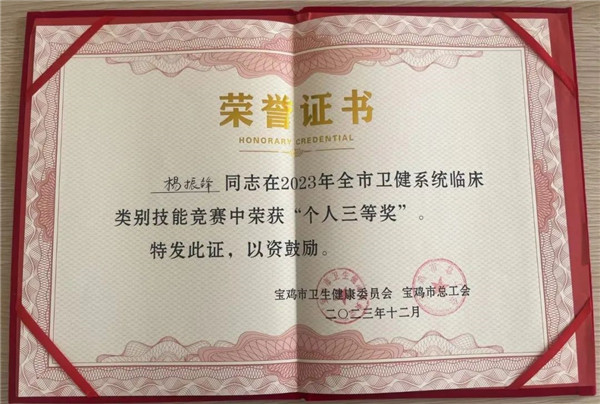 荣誉证书
HONORARY CREDENTIAL
杨振锋 同志在2023年全市卫健系统临床
类别技能竞赛中荣获“个人三等奖”。
特发此证，以资鼓励。
宝鸡市卫生健康委员会 宝鸡市总工会
二〇二三年十二月